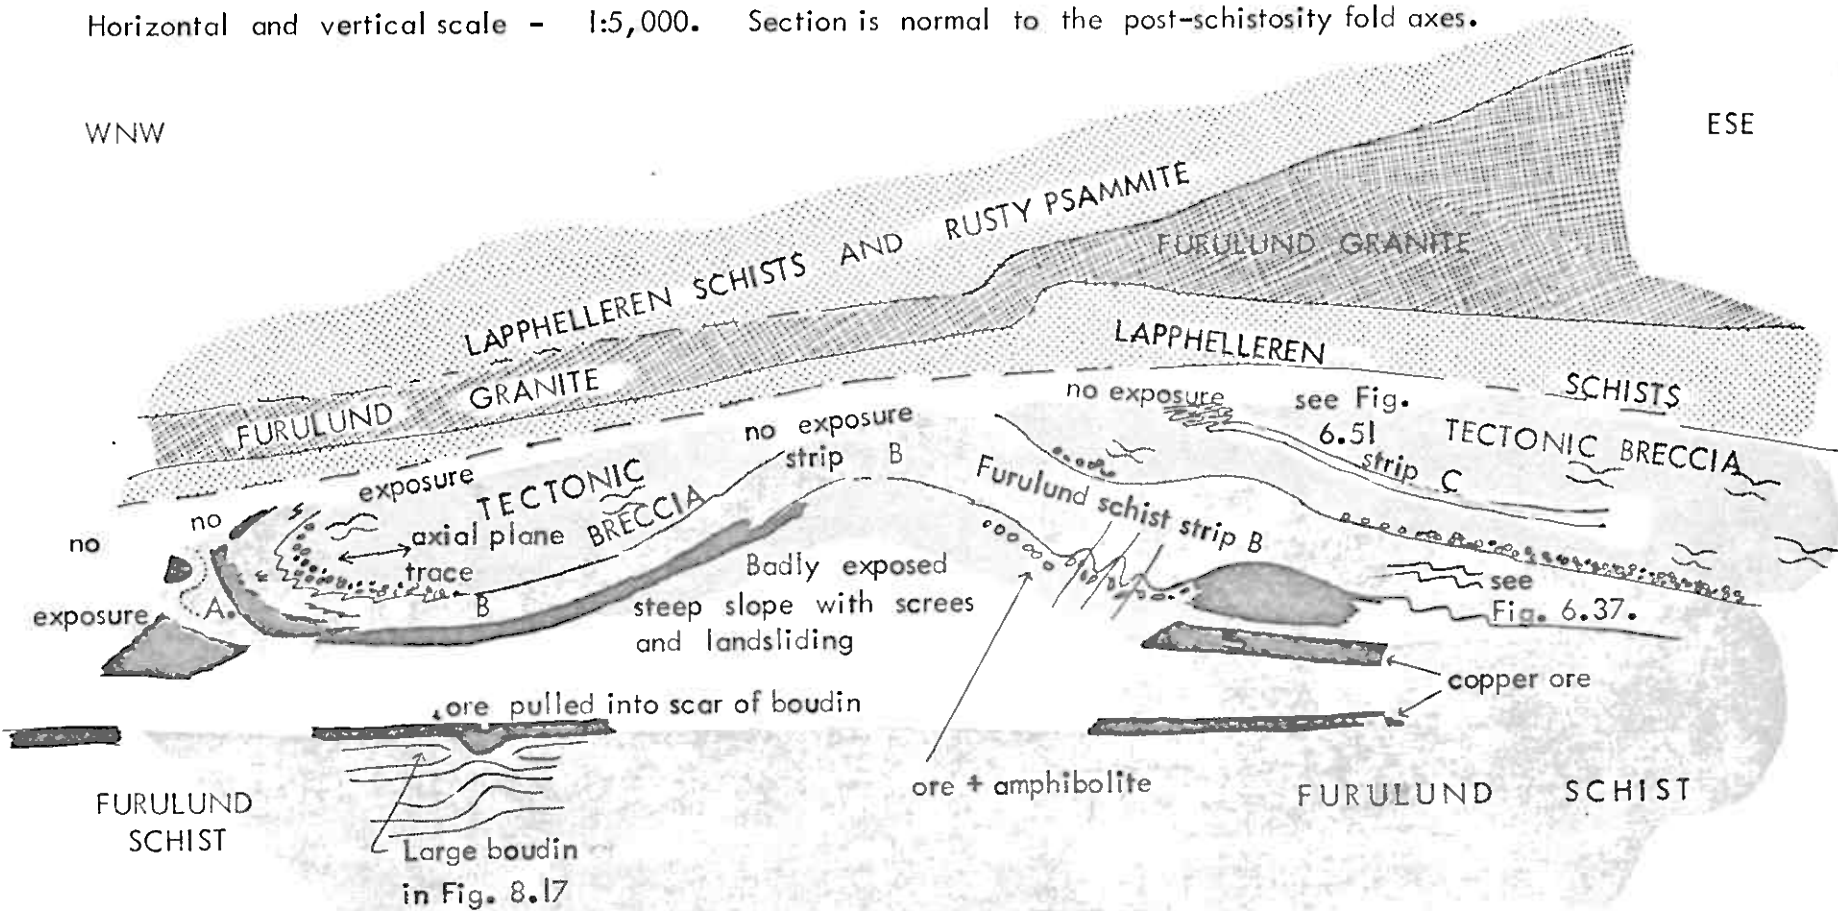 Horizontal and vertical scale - 1:5,000. Section is normal to the post-schistosity fold axes.
WNW
ESE
LAPPHELLEREN SCHISTS AND RUSTY PSAMMITE
FURULUND GRANITE
LAPPHELLEREN SCHISTS
FURULUND GRANITE
no exposure
see Fig.
6.51
strip C
TECTONIC BRECCIA
no exposure
strip B
Furulund schist strip B
no exposure
TECTONIC
BRECCIA
axial plane
trace
no
exposure
A.
B
Badly exposed
steep slope with screes
and landsliding
see
Fig. 6.37.
copper ore
ore pulled into scar of boudin
ore + amphibolite
FURULUND
SCHIST
FURULUND SCHIST
Large boudin
in Fig. 8.17